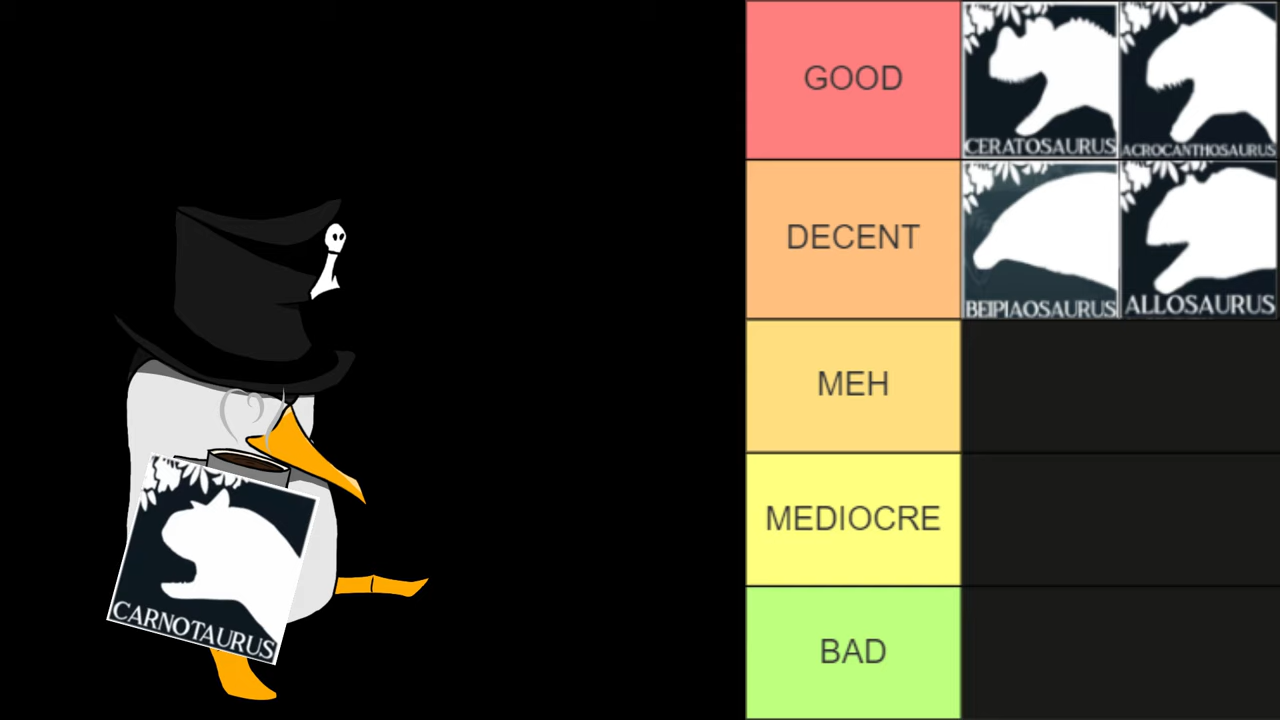 GOOD
CERATOSAURUS
ACROCANTHOSAURUS
DECENT
BEIPIAOSAURUS
ALLOSAURUS
MEH
MEDIOCRE
BAD
CARNOTAURUS